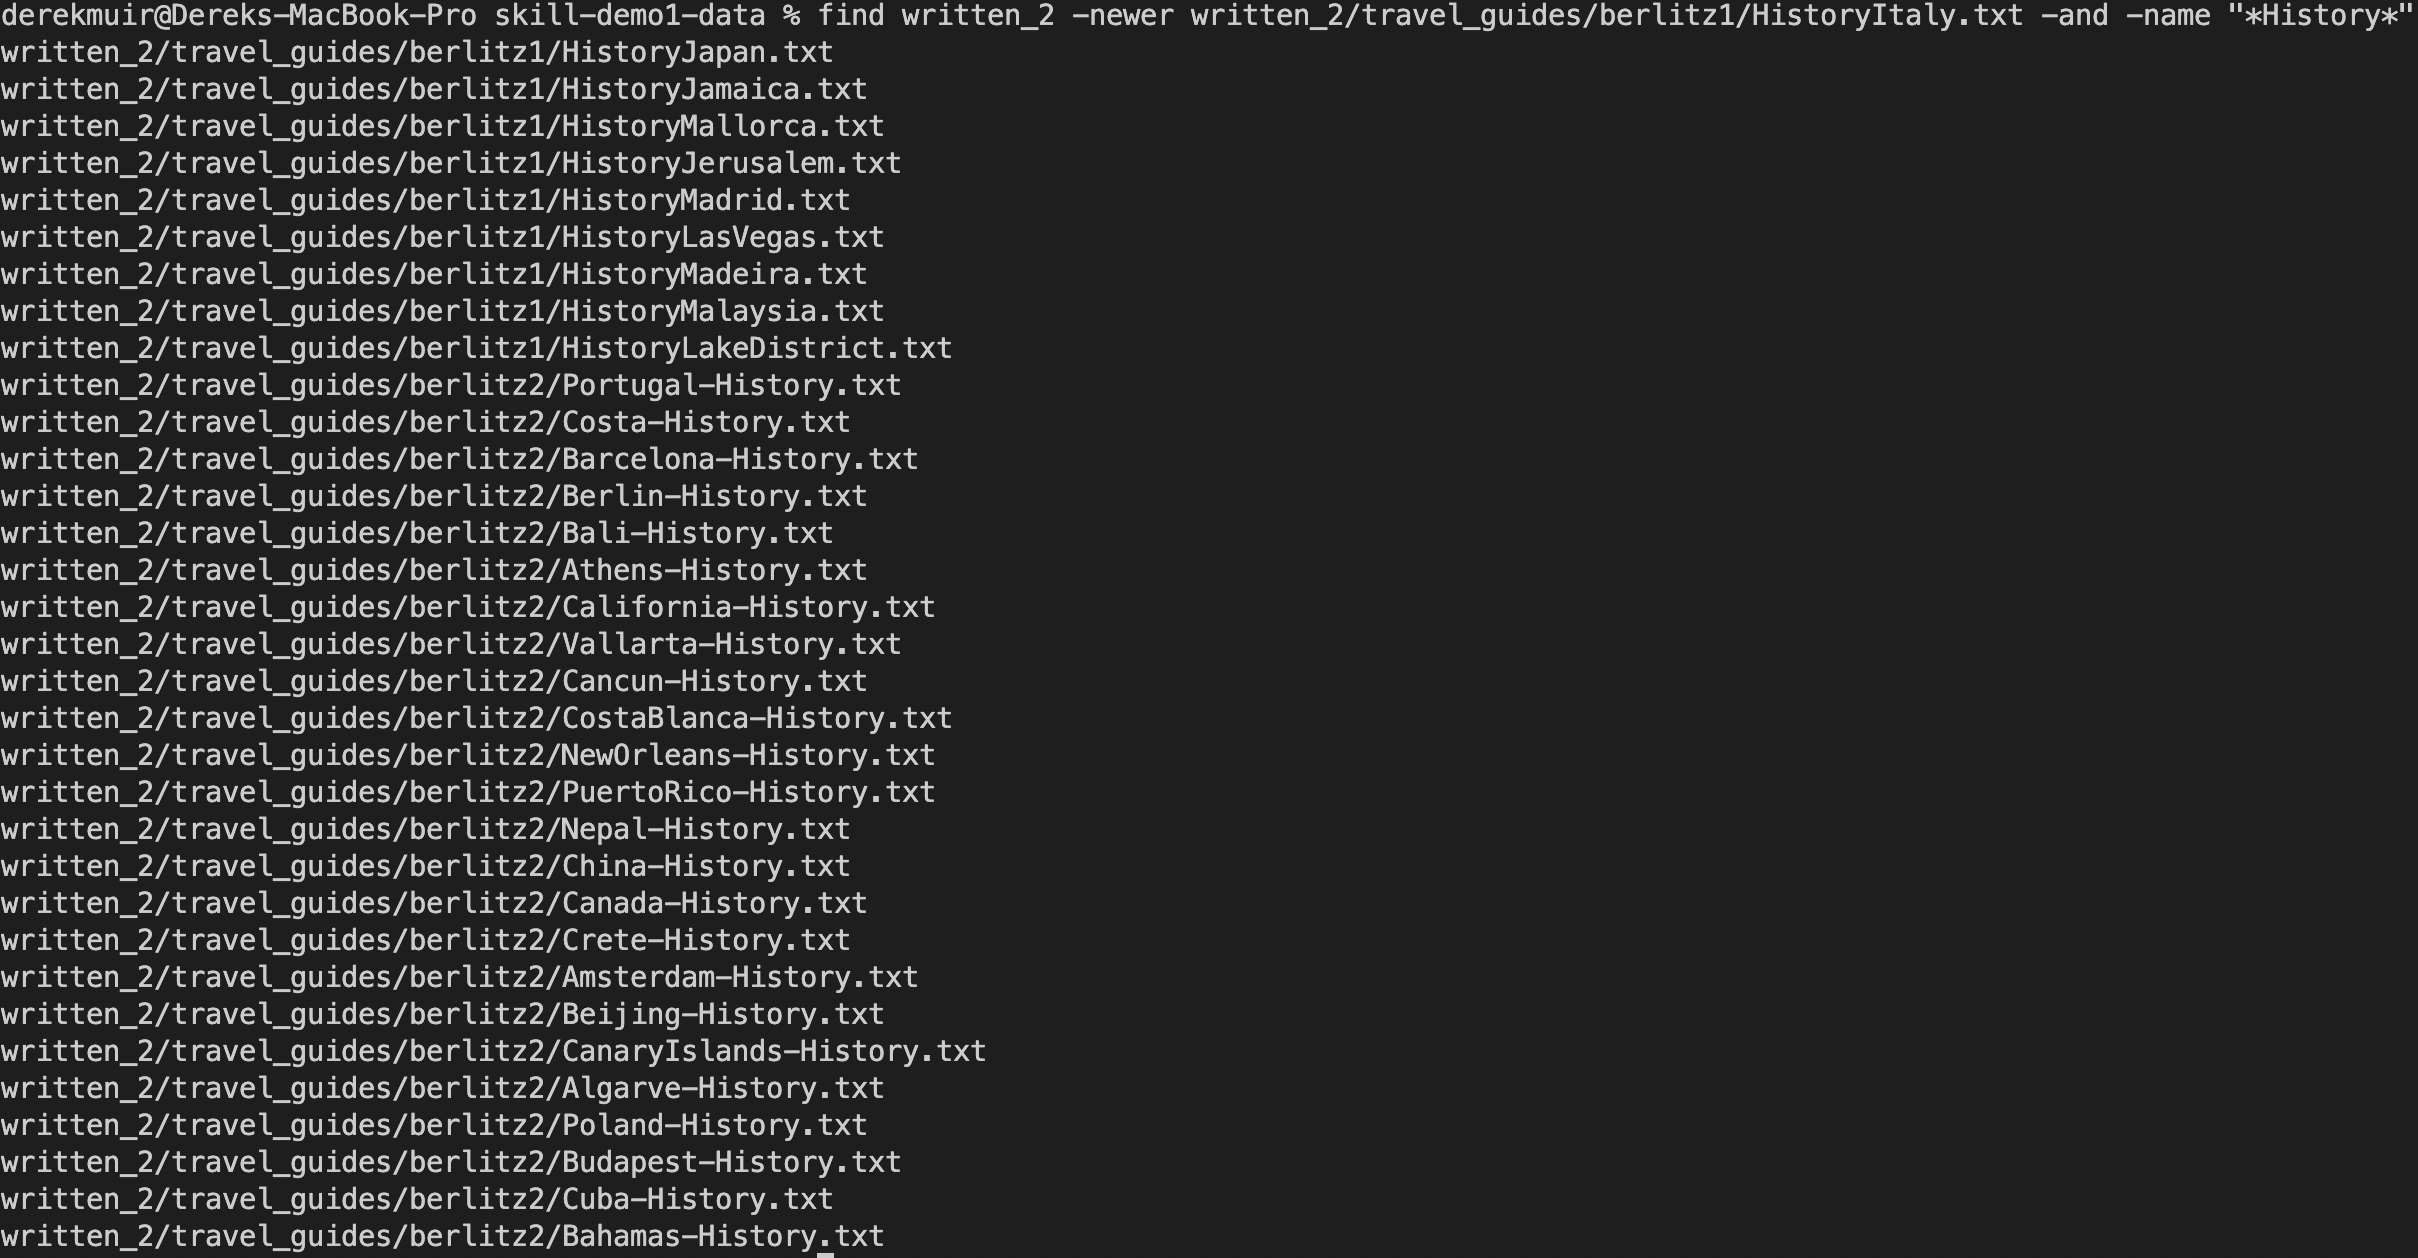 derekmuir@Dereks-MacBook-Pro skill-demo1-data % find written_2 -newer written_2/travel_guides/berlitz1/HistoryItaly.txt -and -name "*History*"
written_2/travel_guides/berlitz1/HistoryJapan.txt
written_2/travel_guides/berlitz1/HistoryJamaica.txt
written_2/travel_guides/berlitz1/HistoryMallorca.txt
written_2/travel_guides/berlitz1/HistoryJerusalem.txt
written_2/travel_guides/berlitz1/HistoryMadrid.txt
written_2/travel_guides/berlitz1/HistoryLasVegas.txt
written_2/travel_guides/berlitz1/HistoryMadeira.txt
written_2/travel_guides/berlitz1/HistoryMalaysia.txt
written_2/travel_guides/berlitz1/HistoryLakeDistrict.txt
written_2/travel_guides/berlitz2/Portugal-History.txt
written_2/travel_guides/berlitz2/Costa-History.txt
written_2/travel_guides/berlitz2/Barcelona-History.txt
written_2/travel_guides/berlitz2/Berlin-History.txt
written_2/travel_guides/berlitz2/Bali-History.txt
written_2/travel_guides/berlitz2/Athens-History.txt
written_2/travel_guides/berlitz2/California-History.txt
written_2/travel_guides/berlitz2/Vallarta-History.txt
written_2/travel_guides/berlitz2/Cancun-History.txt
written_2/travel_guides/berlitz2/CostaBlanca-History.txt
written_2/travel_guides/berlitz2/NewOrleans-History.txt
written_2/travel_guides/berlitz2/PuertoRico-History.txt
written_2/travel_guides/berlitz2/Nepal-History.txt
written_2/travel_guides/berlitz2/China-History.txt
written_2/travel_guides/berlitz2/Canada-History.txt
written_2/travel_guides/berlitz2/Crete-History.txt
written_2/travel_guides/berlitz2/Amsterdam-History.txt
written_2/travel_guides/berlitz2/Beijing-History.txt
written_2/travel_guides/berlitz2/CanaryIslands-History.txt
written_2/travel_guides/berlitz2/Algarve-History.txt
written_2/travel_guides/berlitz2/Poland-History.txt
written_2/travel_guides/berlitz2/Budapest-History.txt
written_2/travel_guides/berlitz2/Cuba-History.txt
written_2/travel_guides/berlitz2/Bahamas-History.txt